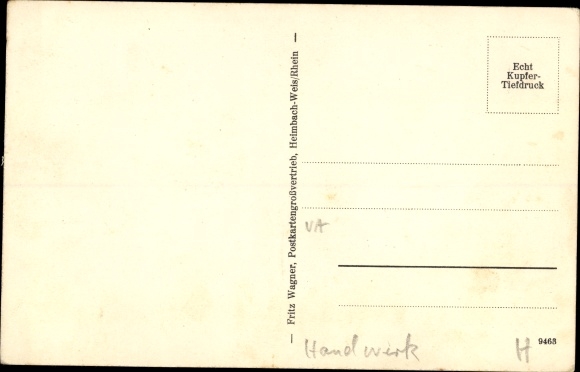 Echt
Kupfer-
Tiefdruck
— Fritz Wagner, Postkartengroßvertrieb, Heimbach-Weis/Rhein —
VA
Handwerk
H
9463